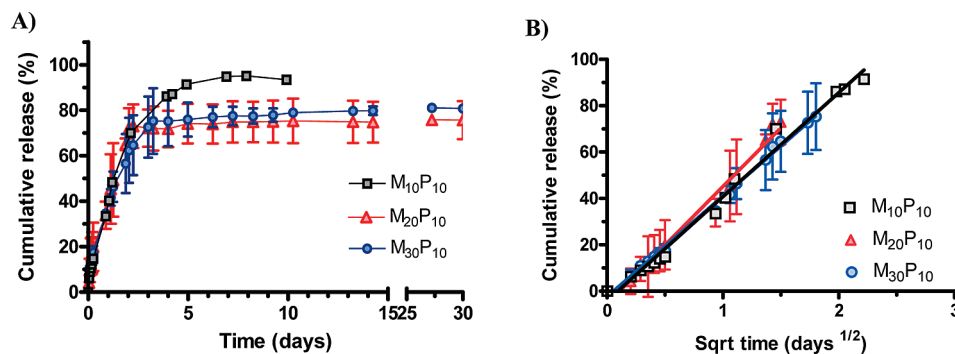 A)
Cumulative release (%)
100
80
60
40
20
0
0
5
10
15
25
30
Time (days)
M10P10
M20P10
M30P10
B)
Cumulative release (%)
100
80
60
40
20
0
0
1
2
3
Sqrt time (days 1/2)
M10P10
M20P10
M30P10